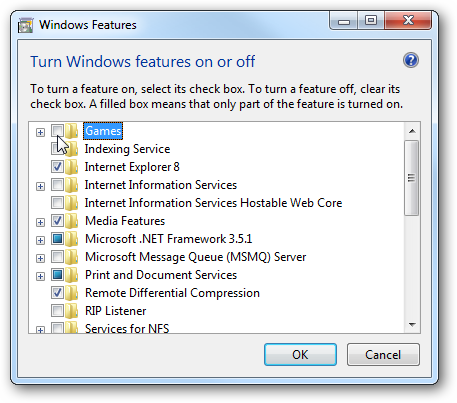 Windows Features
Turn Windows features on or off
To turn a feature on, select its check box. To turn a feature off, clear its
check box. A filled box means that only part of the feature is turned on.
Games
Indexing Service
Internet Explorer 8
Internet Information Services
Internet Information Services Hostable Web Core
Media Features
Microsoft .NET Framework 3.5.1
Microsoft Message Queue (MSMQ) Server
Print and Document Services
Remote Differential Compression
RIP Listener
Services for NFS
OK Cancel